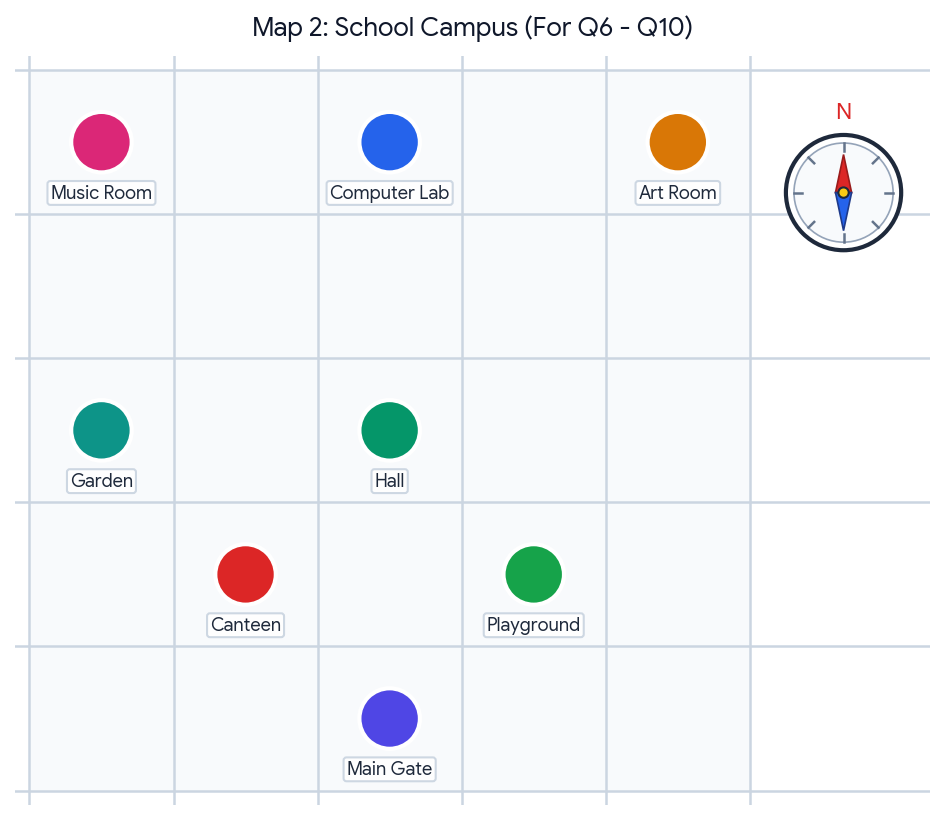 Map 2: School Campus (For Q6 - Q10)
N
Music Room
Computer Lab
Art Room
Garden
Hall
Canteen
Playground
Main Gate